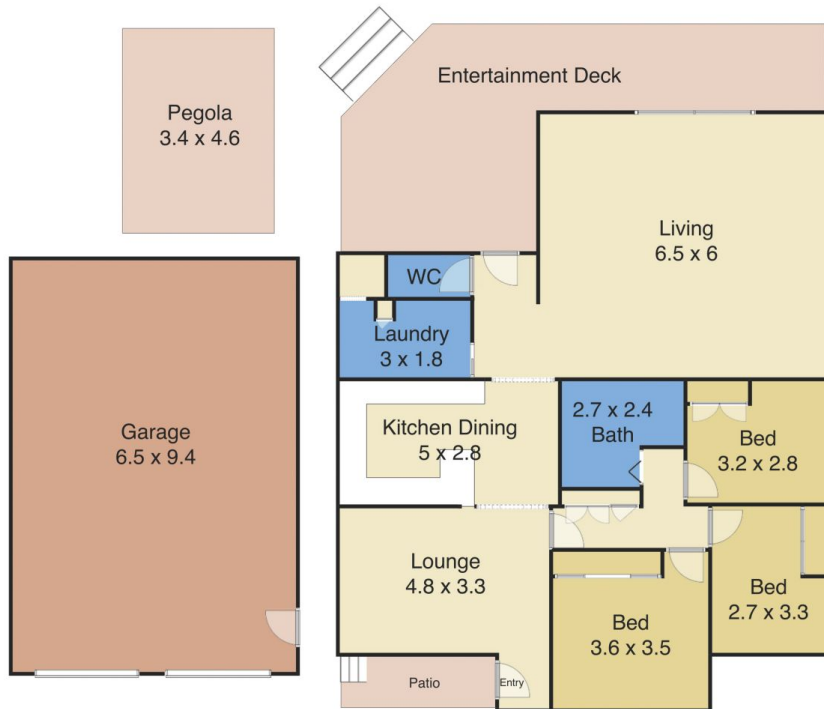 Entertainment Deck
Pegola
3.4 x 4.6
Living
6.5 x 6
WC
Laundry
3 x 1.8
Garage
6.5 x 9.4
Kitchen Dining
5 x 2.8
2.7 x 2.4
Bath
Bed
3.2 x 2.8
Lounge
4.8 x 3.3
Bed
2.7 x 3.3
Bed
3.6 x 3.5
Patio
Entry